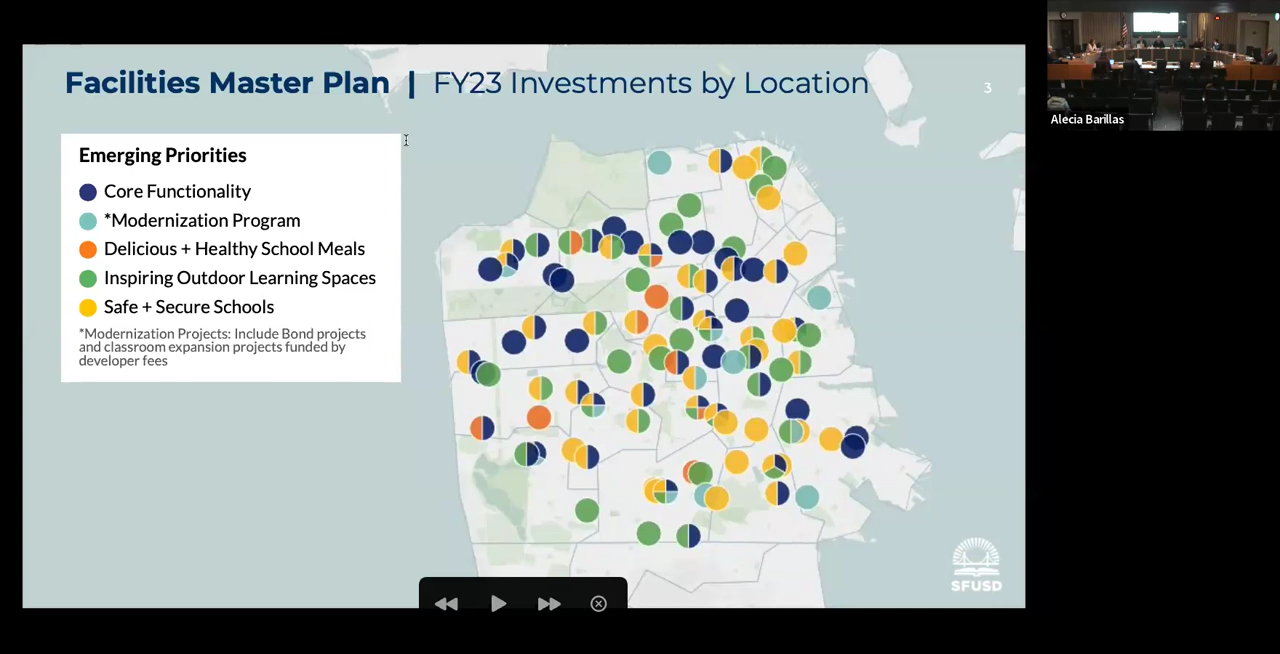 Facilities Master Plan | FY23 Investments by Location
3
Alecia Barillas
Emerging Priorities
Core Functionality
*Modernization Program
Delicious + Healthy School Meals
Inspiring Outdoor Learning Spaces
Safe + Secure Schools
*Modernization Projects: Include Bond projects
and classroom expansion projects funded by
developer fees
SFUSD